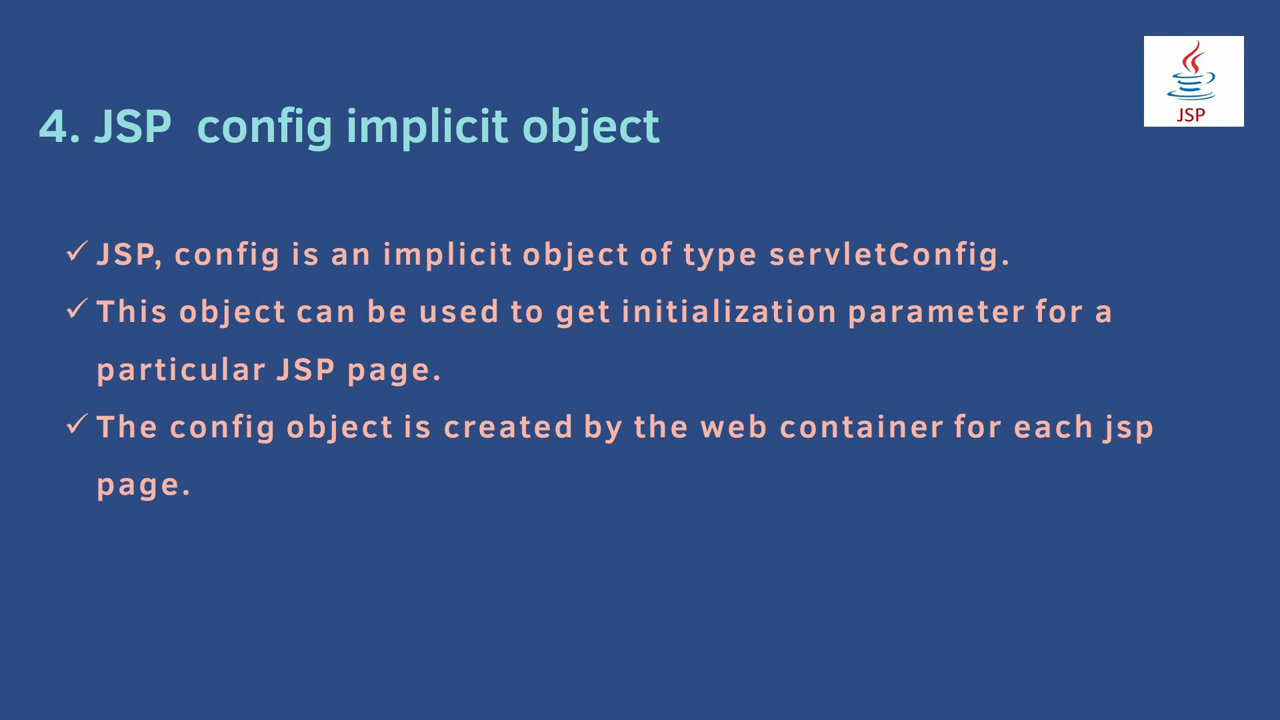 JSP
4. JSP  config implicit object
✓ JSP, config is an implicit object of type servletConfig.
✓ This object can be used to get initialization parameter for a
particular JSP page.
✓ The config object is created by the web container for each jsp
page.